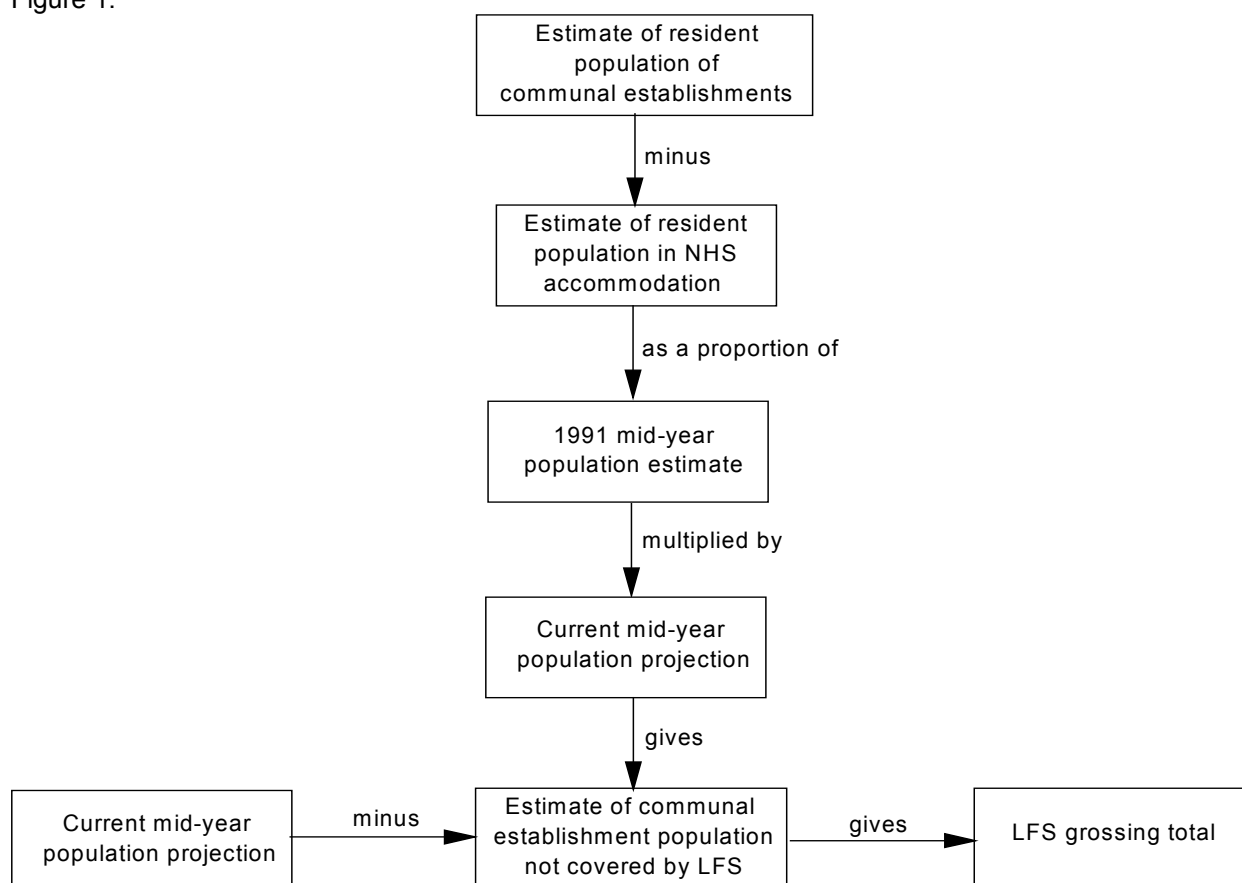 Figure 1.
Estimate of resident
population of
communal establishments
minus
Estimate of resident
population in NHS
accommodation
as a proportion of
1991 mid-year
population estimate
multiplied by
Current mid-year
population projection
gives
Current mid-year
population projection
minus
Estimate of communal
establishment population
not covered by LFS
gives
LFS grossing total